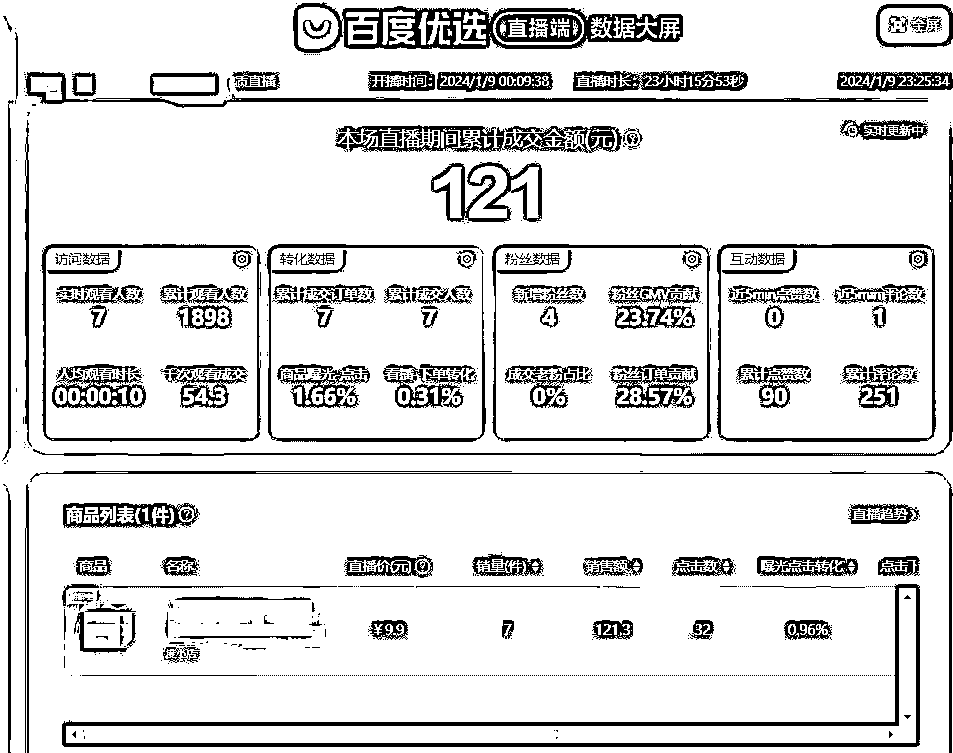 百度优选 直播端 数据大屏 全屏
直播 开播时间：2024/1/9 00:09:38 直播时长：23小时15分53秒 2024/1/9 23:25:34
本场直播期间累计成交金额(元) 实时更新中
121
访问数据 转化数据 粉丝数据 互动数据
实时观看人数 累计观看人数 累计成交订单数 累计成交人数 新增粉丝数 粉丝GMV贡献 近5min点赞数 近5min评论数
7 1898 7 7 4 23.74% 0 1
人均观看时长 千次观看成交 商品曝光-点击 看播-下单转化 成交老粉占比 粉丝订单贡献 累计点赞数 累计评论数
00:00:10 54.3 1.66% 0.31% 0% 28.57% 90 251
商品列表(1件) 直播趋势
商品 名称 直播价(元) 销量(件) 销售额 点击数 曝光点击转化 点击
¥9.9 7 121.3 32 0.96%